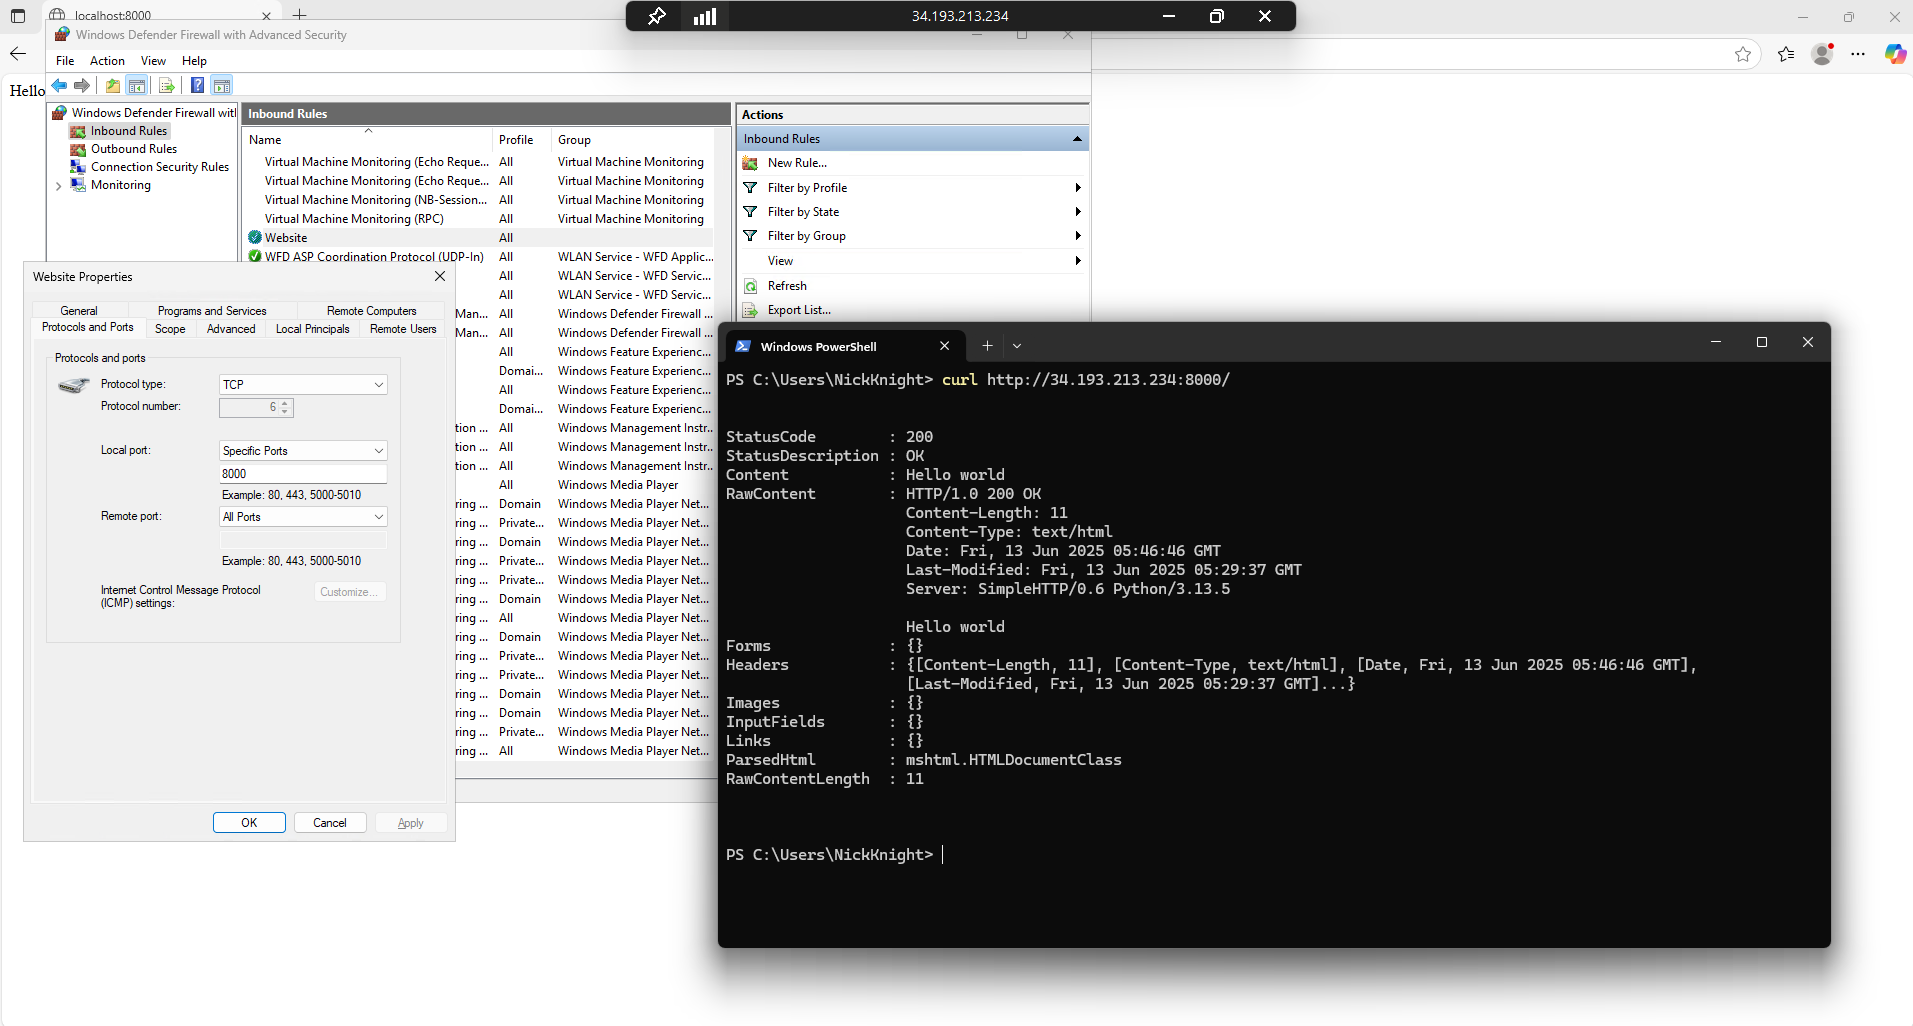 localhost:8000
34.193.213.234
Windows Defender Firewall with Advanced Security
File Action View Help
Hello
Windows Defender Firewall with
Inbound Rules
Outbound Rules
Connection Security Rules
Monitoring
Inbound Rules
Name Profile Group
Virtual Machine Monitoring (Echo Reque... All Virtual Machine Monitoring
Virtual Machine Monitoring (Echo Reque... All Virtual Machine Monitoring
Virtual Machine Monitoring (NB-Session... All Virtual Machine Monitoring
Virtual Machine Monitoring (RPC) All Virtual Machine Monitoring
Website All
WFD ASP Coordination Protocol (UDP-In) All WLAN Service - WFD Applic...
All WLAN Service - WFD Servic...
All WLAN Service - WFD Servic...
Man... All Windows Defender Firewall ...
Man... All Windows Defender Firewall ...
All Windows Feature Experienc...
Domai... Windows Feature Experienc...
All Windows Feature Experienc...
Domai... Windows Feature Experienc...
tion ... All Windows Management Instr...
tion ... All Windows Management Instr...
tion ... All Windows Management Instr...
All Windows Media Player
ring ... Domain Windows Media Player Net...
ring ... Private... Windows Media Player Net...
ring ... Domain Windows Media Player Net...
ring ... Private... Windows Media Player Net...
ring ... Private... Windows Media Player Net...
ring ... Domain Windows Media Player Net...
ring ... All Windows Media Player Net...
ring ... Domain Windows Media Player Net...
ring ... Private... Windows Media Player Net...
ring ... Private... Windows Media Player Net...
ring ... Domain Windows Media Player Net...
ring ... Domain Windows Media Player Net...
ring ... Private... Windows Media Player Net...
ring ... All Windows Media Player Net...
Actions
Inbound Rules
New Rule...
Filter by Profile
Filter by State
Filter by Group
View
Refresh
Export List...
Website Properties
General Programs and Services Remote Computers
Protocols and Ports Scope Advanced Local Principals Remote Users
Protocols and ports
Protocol type: TCP
Protocol number: 6
Local port: Specific Ports
8000
Example: 80, 443, 5000-5010
Remote port: All Ports
Example: 80, 443, 5000-5010
Internet Control Message Protocol
(ICMP) settings:
Customize...
OK Cancel Apply
Windows PowerShell
PS C:\Users\NickKnight> curl http://34.193.213.234:8000/
StatusCode : 200
StatusDescription : OK
Content : Hello world
RawContent : HTTP/1.0 200 OK
Content-Length: 11
Content-Type: text/html
Date: Fri, 13 Jun 2025 05:46:46 GMT
Last-Modified: Fri, 13 Jun 2025 05:29:37 GMT
Server: SimpleHTTP/0.6 Python/3.13.5
Hello world
Forms : {}
Headers : {[Content-Length, 11], [Content-Type, text/html], [Date, Fri, 13 Jun 2025 05:46:46 GMT],
[Last-Modified, Fri, 13 Jun 2025 05:29:37 GMT]...}
Images : {}
InputFields : {}
Links : {}
ParsedHtml : mshtml.HTMLDocumentClass
RawContentLength : 11
PS C:\Users\NickKnight>